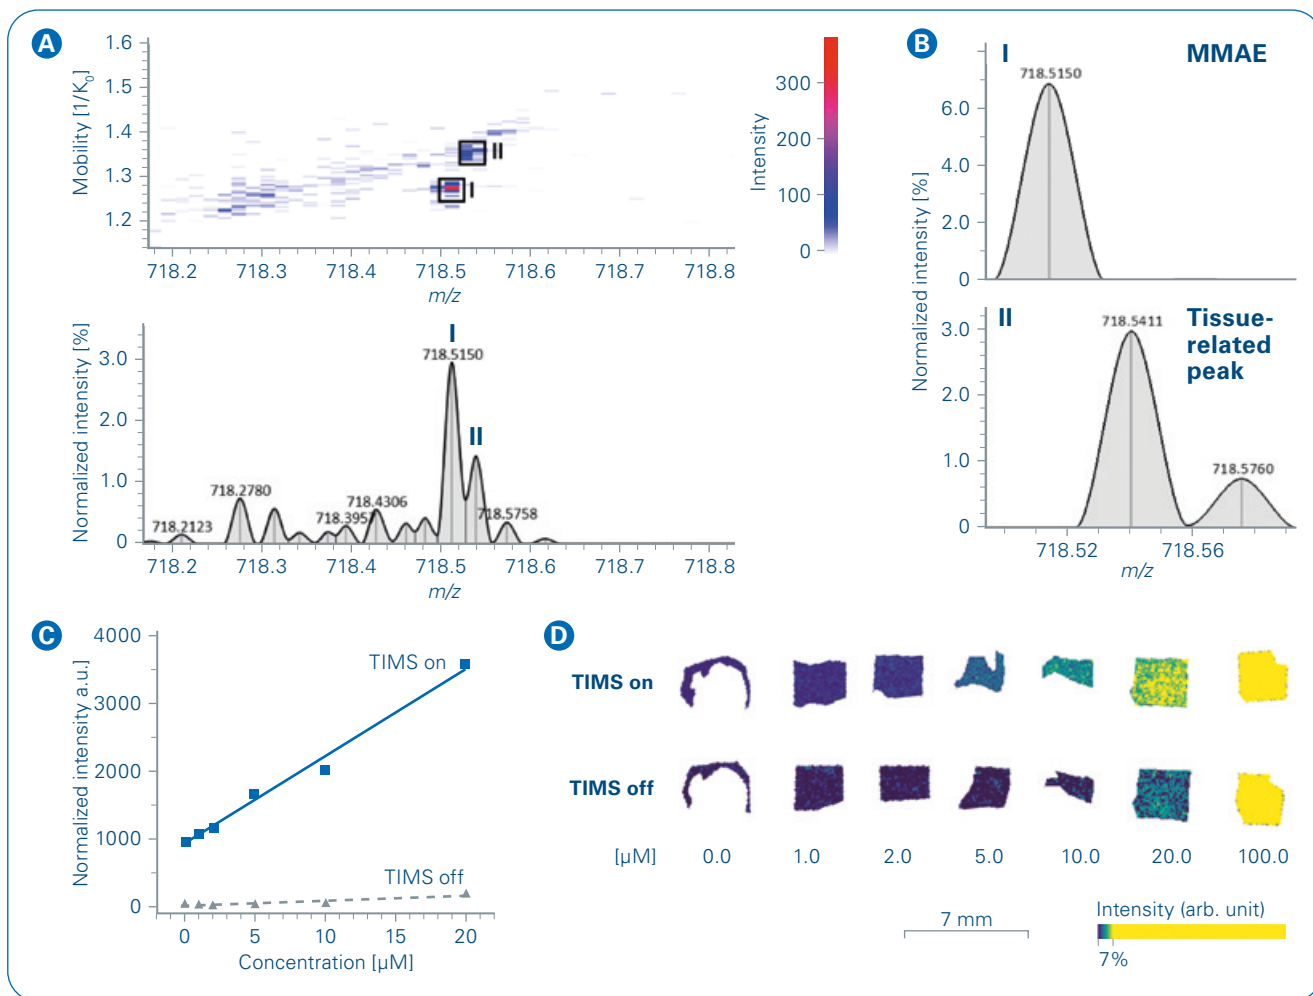 A
Mobility [1/K0]
1.6
1.5
1.4
1.3
1.2
II
I
718.2 718.3 718.4 718.5 718.6 718.7 718.8
m/z
Intensity
300
200
100
0
Normalized intensity [%]
3.0
2.0
1.0
0
I
718.5150
II
718.2780
718.4306
718.2123
718.395
718.5758
718.2 718.3 718.4 718.5 718.6 718.7 718.8
m/z
B
I
MMAE
718.5150
6.0
4.0
2.0
0
Normalized intensity [%]
II
718.5411
Tissue-
related
peak
3.0
2.0
1.0
0
718.5760
718.52 718.56
m/z
C
Normalized intensity a.u.
4000
3000
2000
1000
0
TIMS on
TIMS off
0 5 10 15 20
Concentration [µM]
D
TIMS on
TIMS off
[µM] 0.0 1.0 2.0 5.0 10.0 20.0 100.0
7 mm
Intensity (arb. unit)
7%